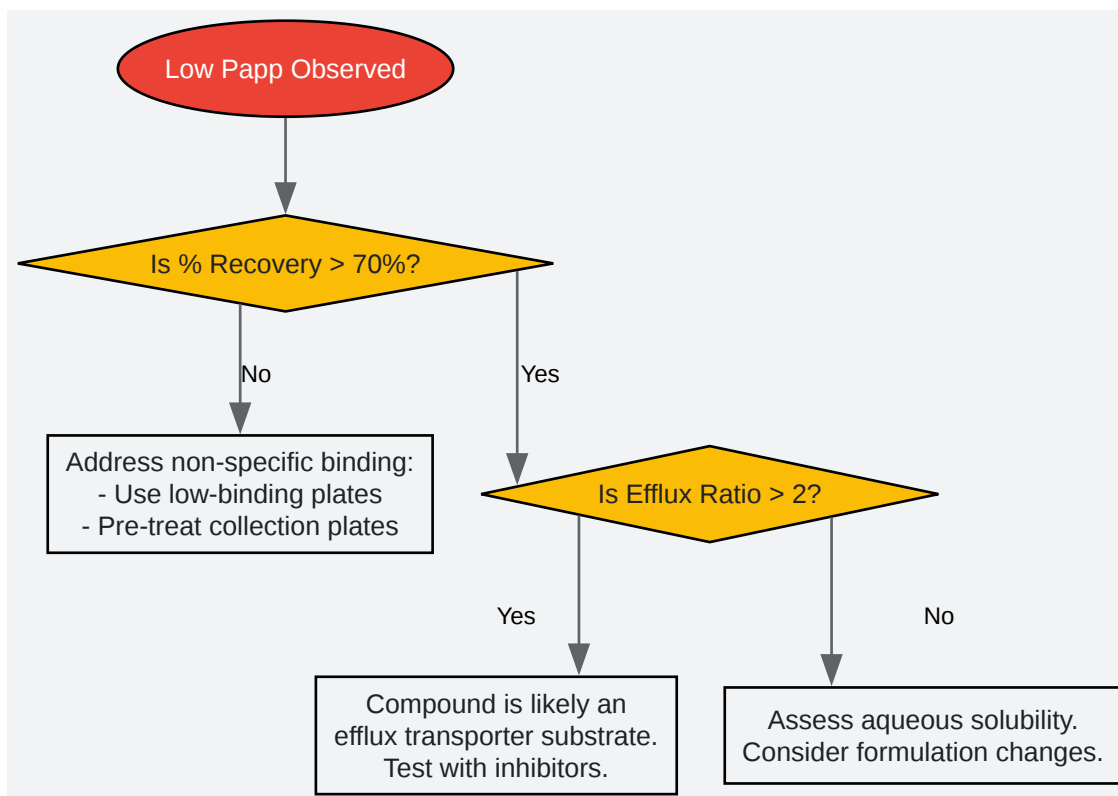 Low Papp Observed
Is % Recovery > 70%?
No
Yes
Address non-specific binding:
- Use low-binding plates
- Pre-treat collection plates
Is Efflux Ratio > 2?
Yes
No
Compound is likely an
efflux transporter substrate.
Test with inhibitors.
Assess aqueous solubility.
Consider formulation changes.